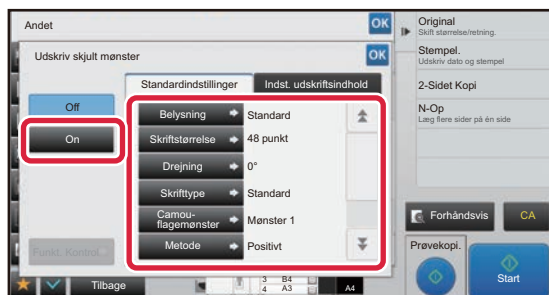 Andet
OK
Udskriv skjult mønster
OK
Standardindstillinger
Indst. udskriftsindhold
Off
On
Belysning
Standard
Skriftstørrelse
48 punkt
Drejning
0°
Skrifttype
Standard
Camou-
flagemønster
Mønster 1
Metode
Positivt
Funkt. Kontrol
Tilbage
3 B4
4 A3
A4
Original
Skift størrelse/retning.
Stempel.
Udskriv dato og stempel
2-Sidet Kopi
N-Op
Læg flere sider på én side
Forhåndsvis
CA
Prøvekopi.
Start